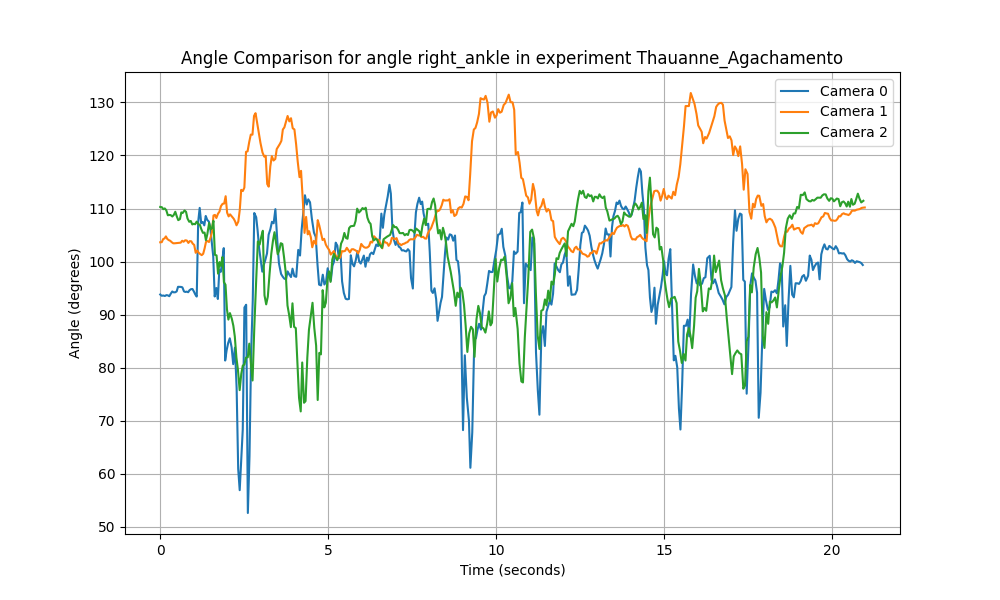 Angle Comparison for angle right_ankle in experiment Thauanne_Agachamento
Camera 0
Camera 1
Camera 2
130
120
110
100
90
80
70
60
50
Angle (degrees)
0 5 10 15 20
Time (seconds)